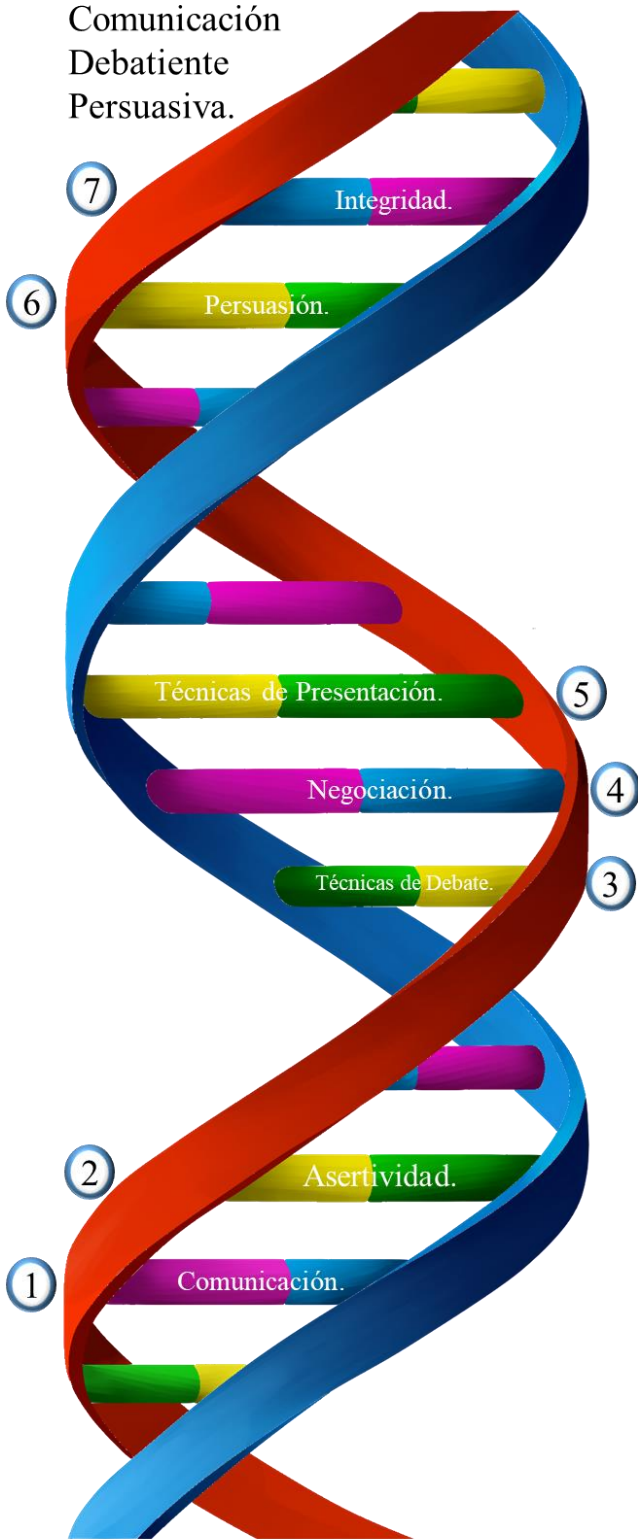 Comunicación
Debatiente
Persuasiva.
7
Integridad.
6
Persuasión.
Técnicas de Presentación.
5
Negociación.
4
Técnicas de Debate.
3
2
Asertividad.
1
Comunicación.